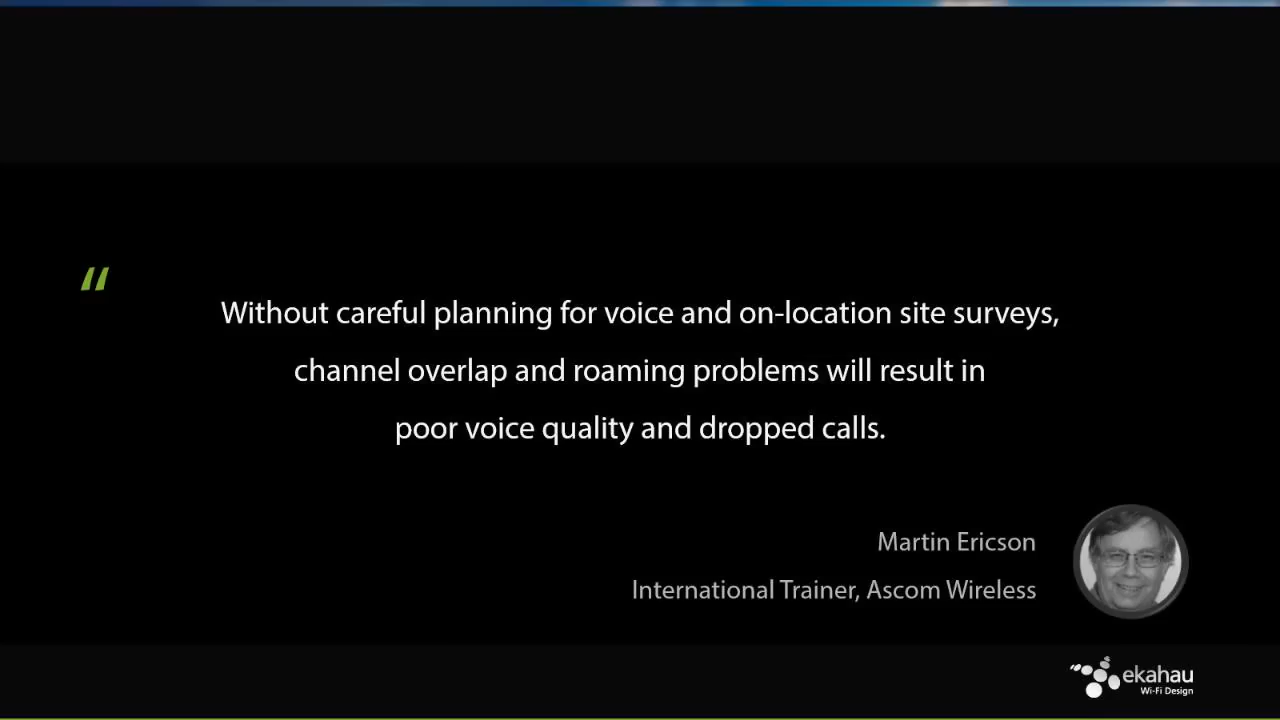 “
Without careful planning for voice and on-location site surveys,
channel overlap and roaming problems will result in
poor voice quality and dropped calls.
Martin Ericson
International Trainer, Ascom Wireless
ekahau
Wi-Fi Design